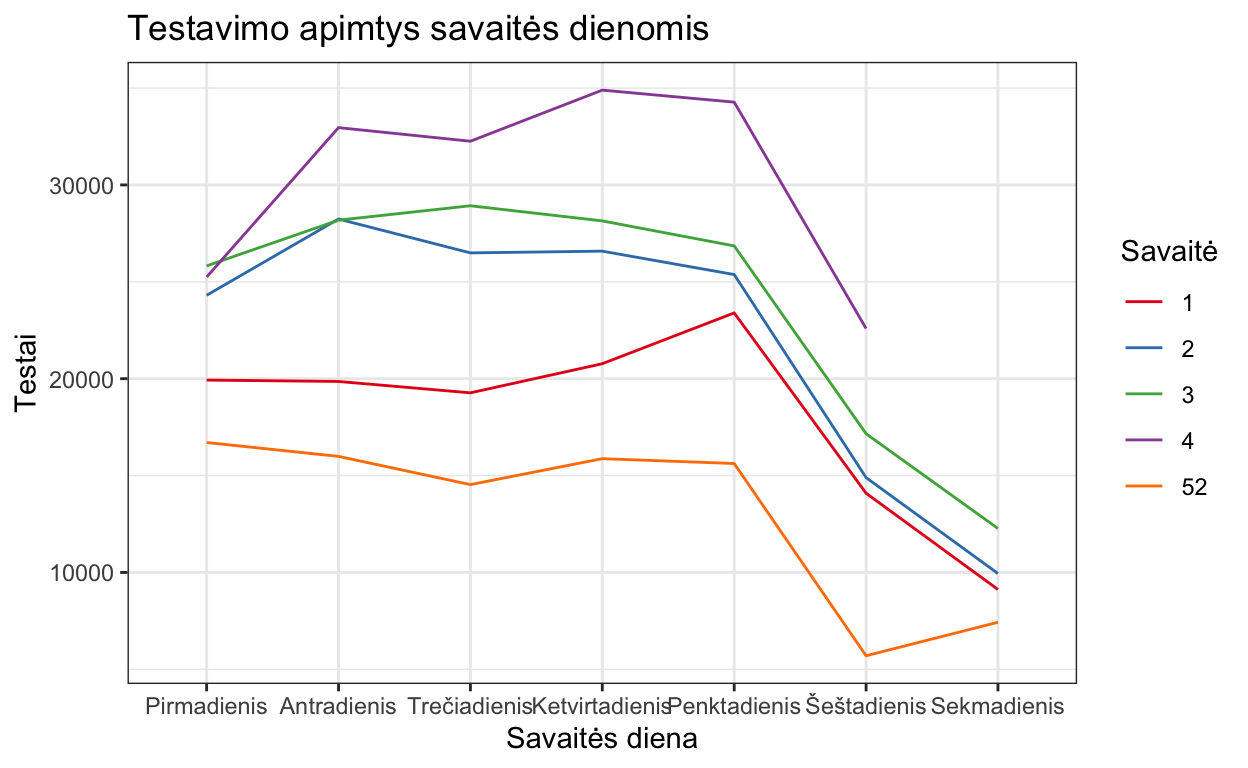 Testavimo apimtys savaitės dienomis
Testai
30000
20000
10000
Pirmadienis Antradienis Trečiadienis Ketvirtadienis Penktadienis Šeštadienis Sekmadienis
Savaitės diena
Savaitė
1
2
3
4
52